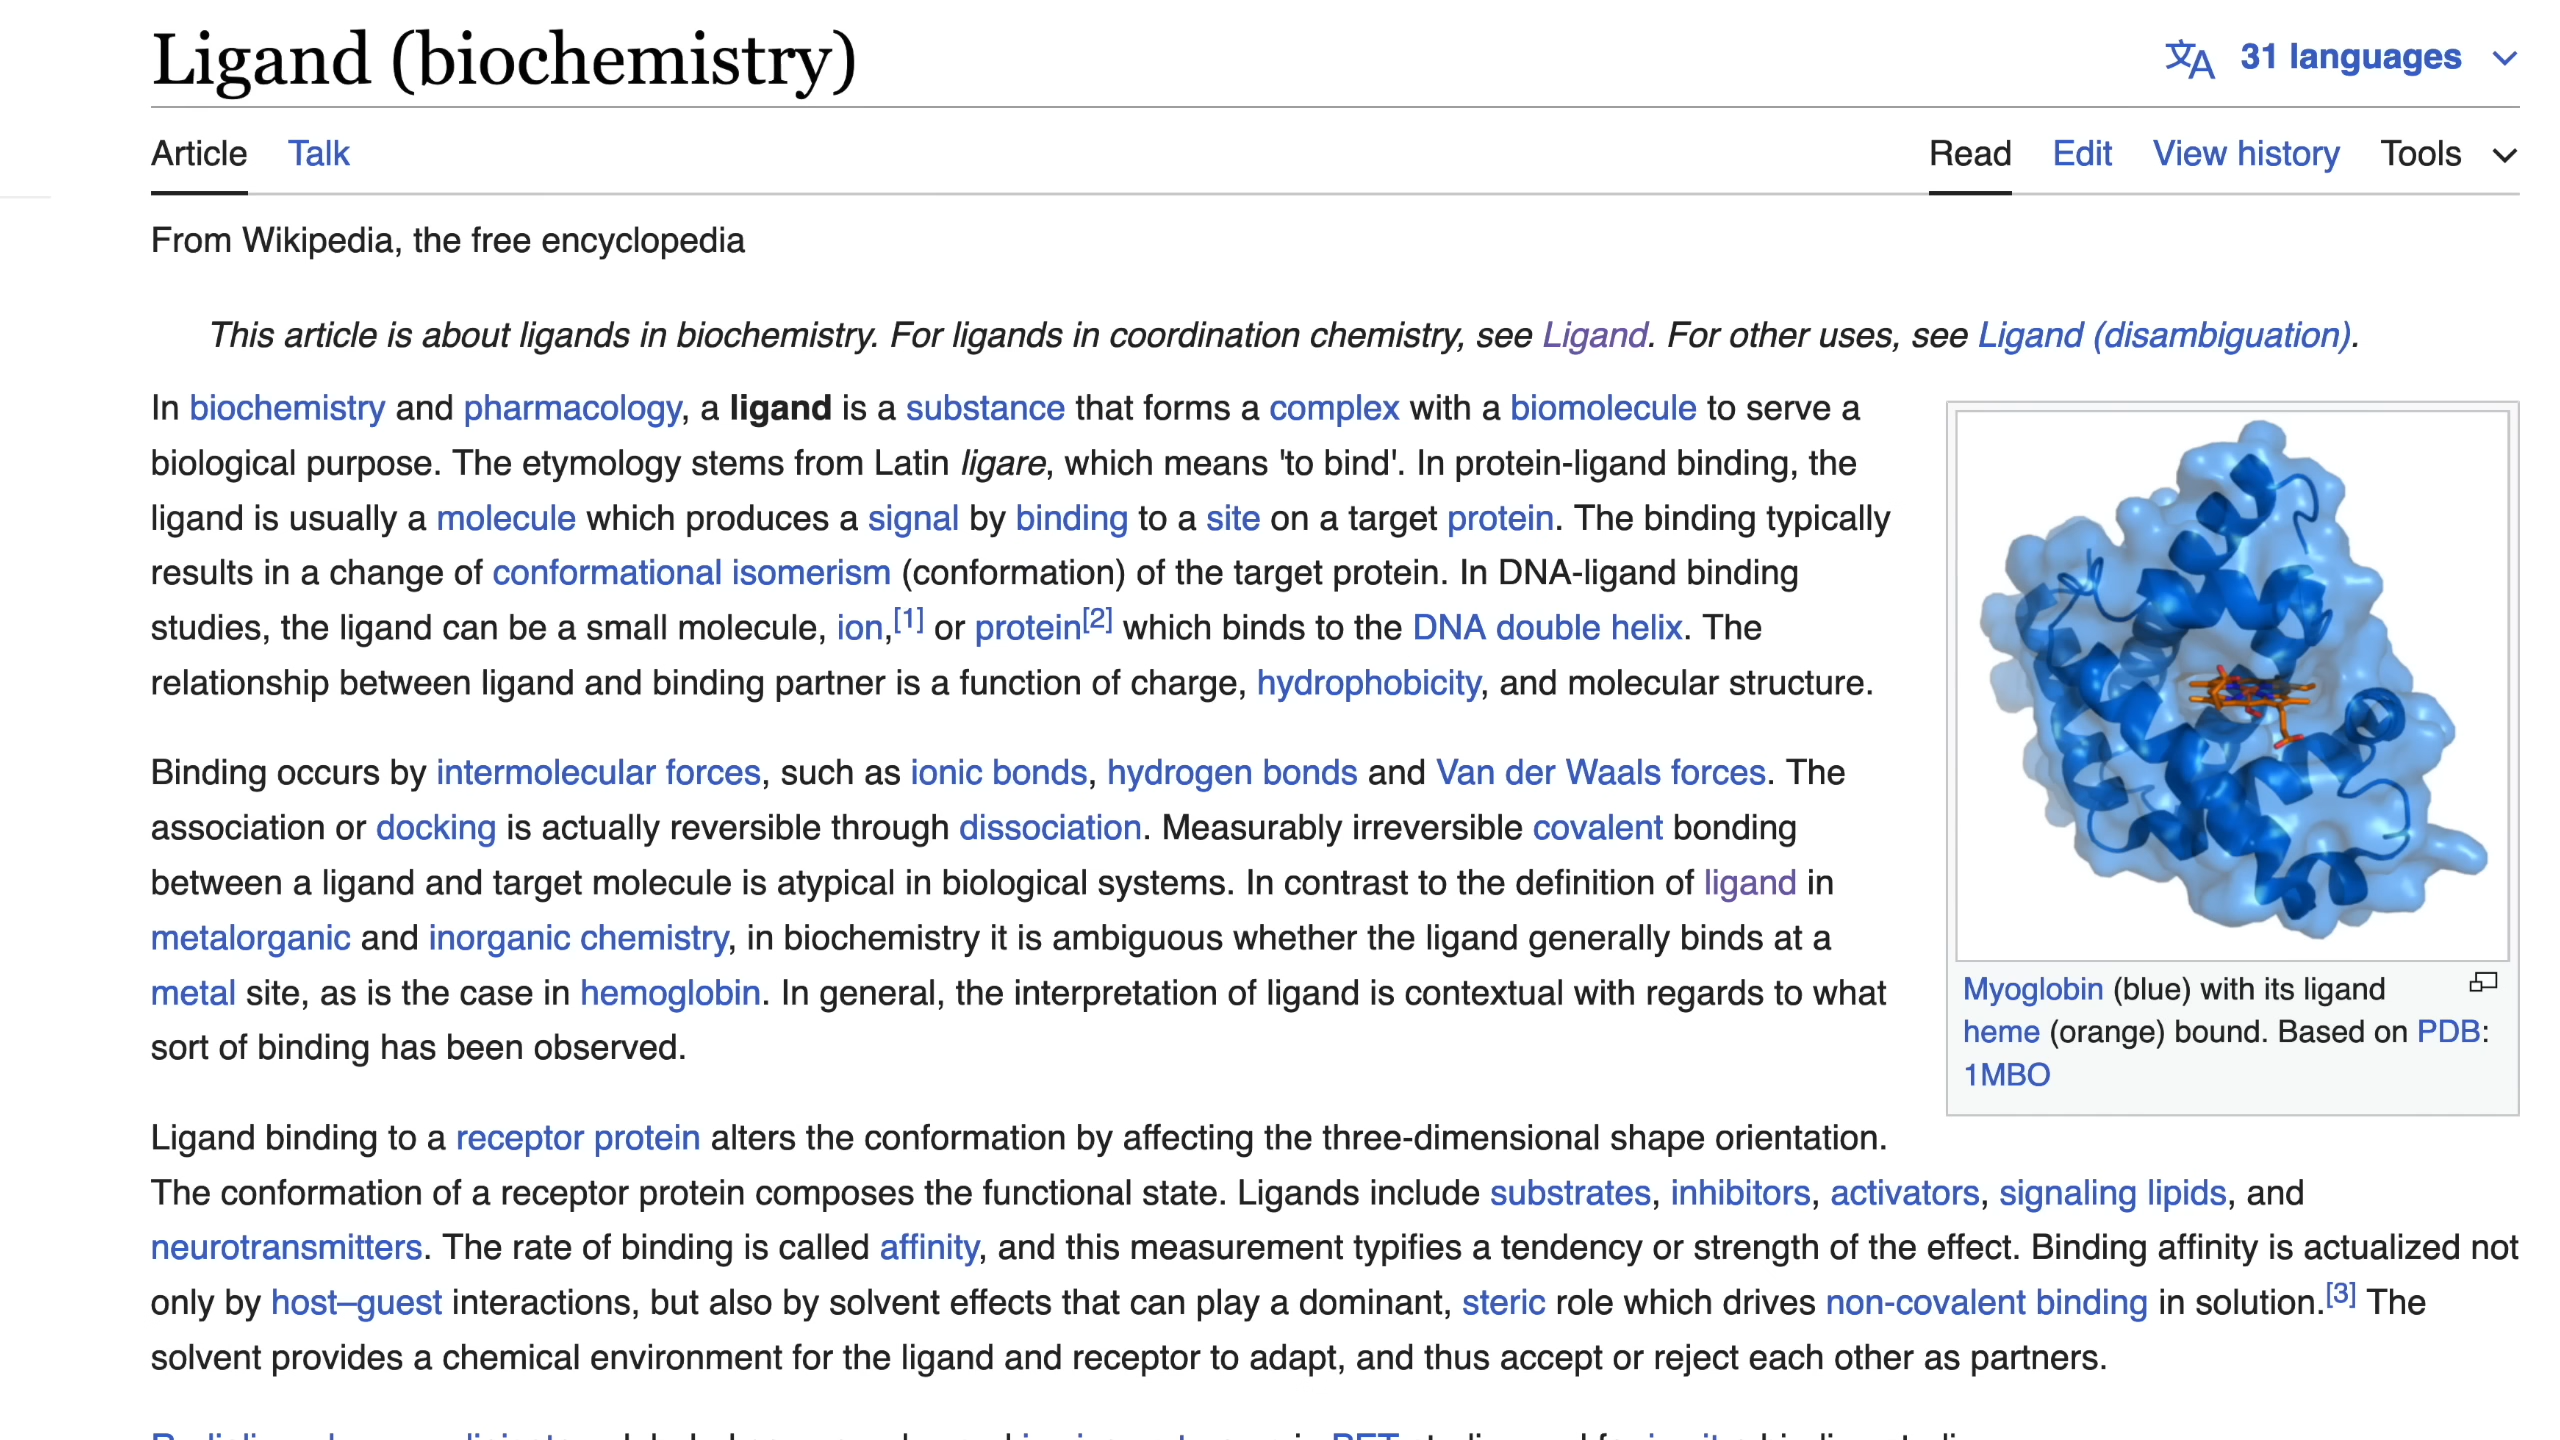 Ligand (biochemistry)
31 languages
Article Talk
Read Edit View history Tools
From Wikipedia, the free encyclopedia
This article is about ligands in biochemistry. For ligands in coordination chemistry, see Ligand. For other uses, see Ligand (disambiguation).
In biochemistry and pharmacology, a ligand is a substance that forms a complex with a biomolecule to serve a
biological purpose. The etymology stems from Latin ligare, which means 'to bind'. In protein-ligand binding, the
ligand is usually a molecule which produces a signal by binding to a site on a target protein. The binding typically
results in a change of conformational isomerism (conformation) of the target protein. In DNA-ligand binding
studies, the ligand can be a small molecule, ion,[1] or protein[2] which binds to the DNA double helix. The
relationship between ligand and binding partner is a function of charge, hydrophobicity, and molecular structure.
Binding occurs by intermolecular forces, such as ionic bonds, hydrogen bonds and Van der Waals forces. The
association or docking is actually reversible through dissociation. Measurably irreversible covalent bonding
between a ligand and target molecule is atypical in biological systems. In contrast to the definition of ligand in
metalorganic and inorganic chemistry, in biochemistry it is ambiguous whether the ligand generally binds at a
metal site, as is the case in hemoglobin. In general, the interpretation of ligand is contextual with regards to what
sort of binding has been observed.
Myoglobin (blue) with its ligand
heme (orange) bound. Based on PDB:
1MBO
Ligand binding to a receptor protein alters the conformation by affecting the three-dimensional shape orientation.
The conformation of a receptor protein composes the functional state. Ligands include substrates, inhibitors, activators, signaling lipids, and
neurotransmitters. The rate of binding is called affinity, and this measurement typifies a tendency or strength of the effect. Binding affinity is actualized not
only by host–guest interactions, but also by solvent effects that can play a dominant, steric role which drives non-covalent binding in solution.[3] The
solvent provides a chemical environment for the ligand and receptor to adapt, and thus accept or reject each other as partners.